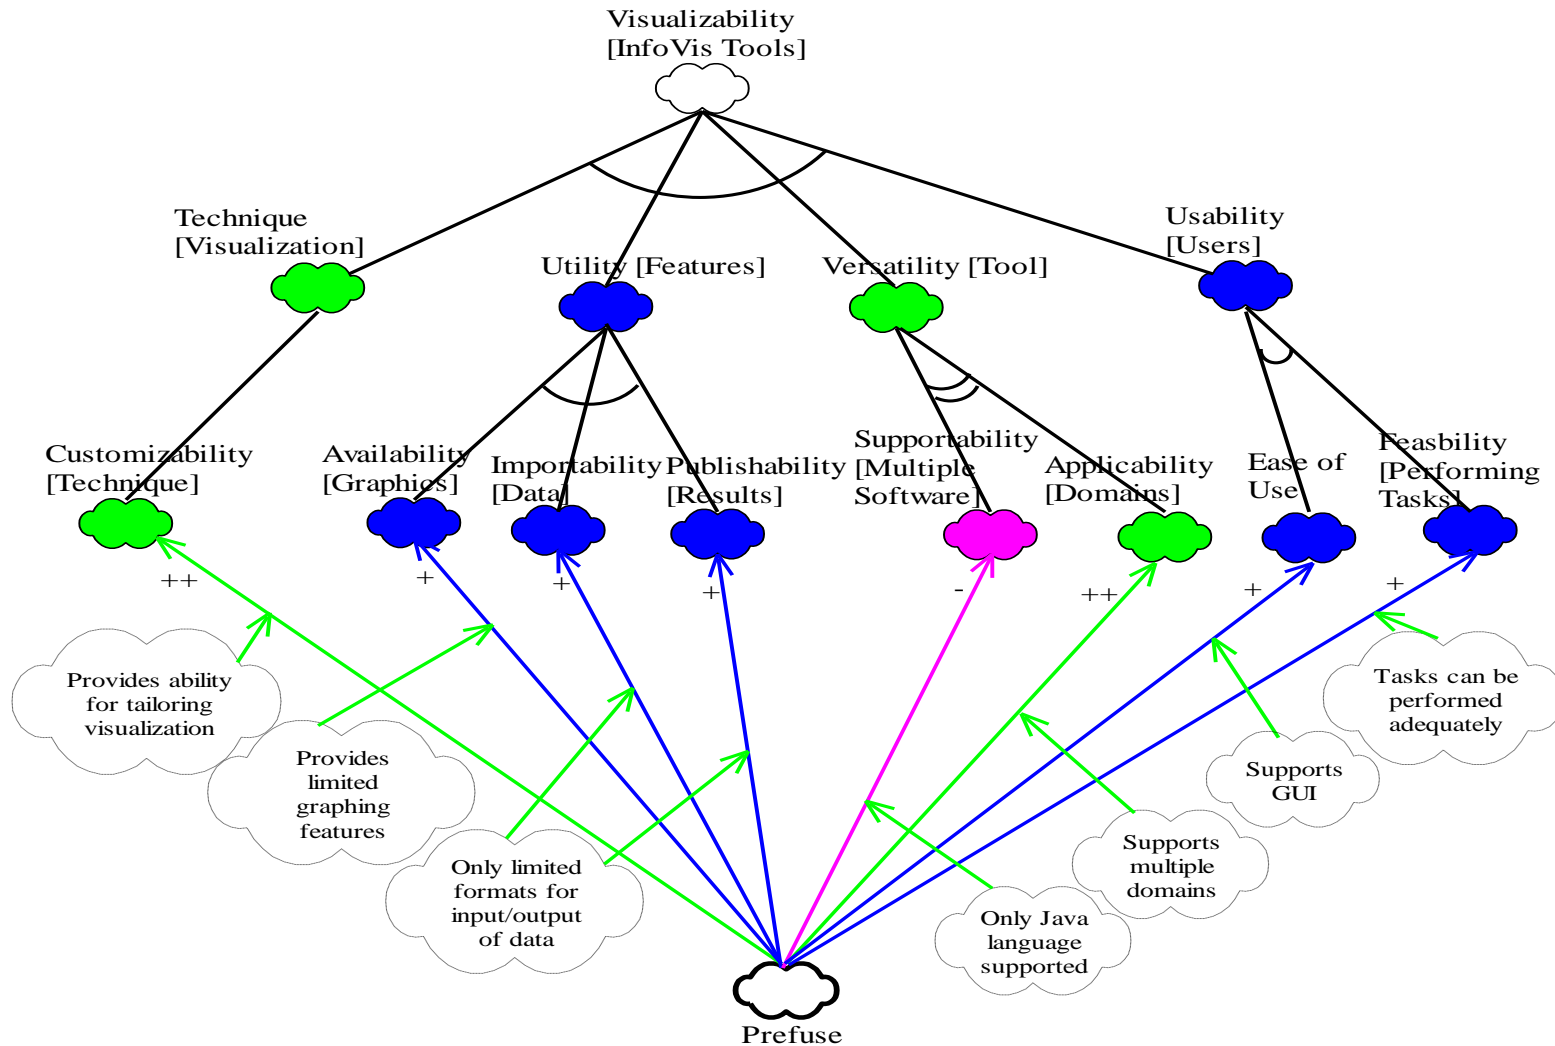 Visualizability
[InfoVis Tools]
Technique
[Visualization]
Utility [Features]
Versatility [Tool]
Usability
[Users]
Customizability
[Technique]
Availability
[Graphics]
Importability
[Data]
Publishability
[Results]
Supportability
[Multiple
Software]
Applicability
[Domains]
Ease of
Use
Feasbility
[Performing
Tasks]
++
+
+
+
-
++
+
+
Provides ability
for tailoring
visualization
Provides
limited
graphing
features
Only limited
formats for
input/output
of data
Only Java
language
supported
Supports
multiple
domains
Supports
GUI
Tasks can be
performed
adequately
Prefuse